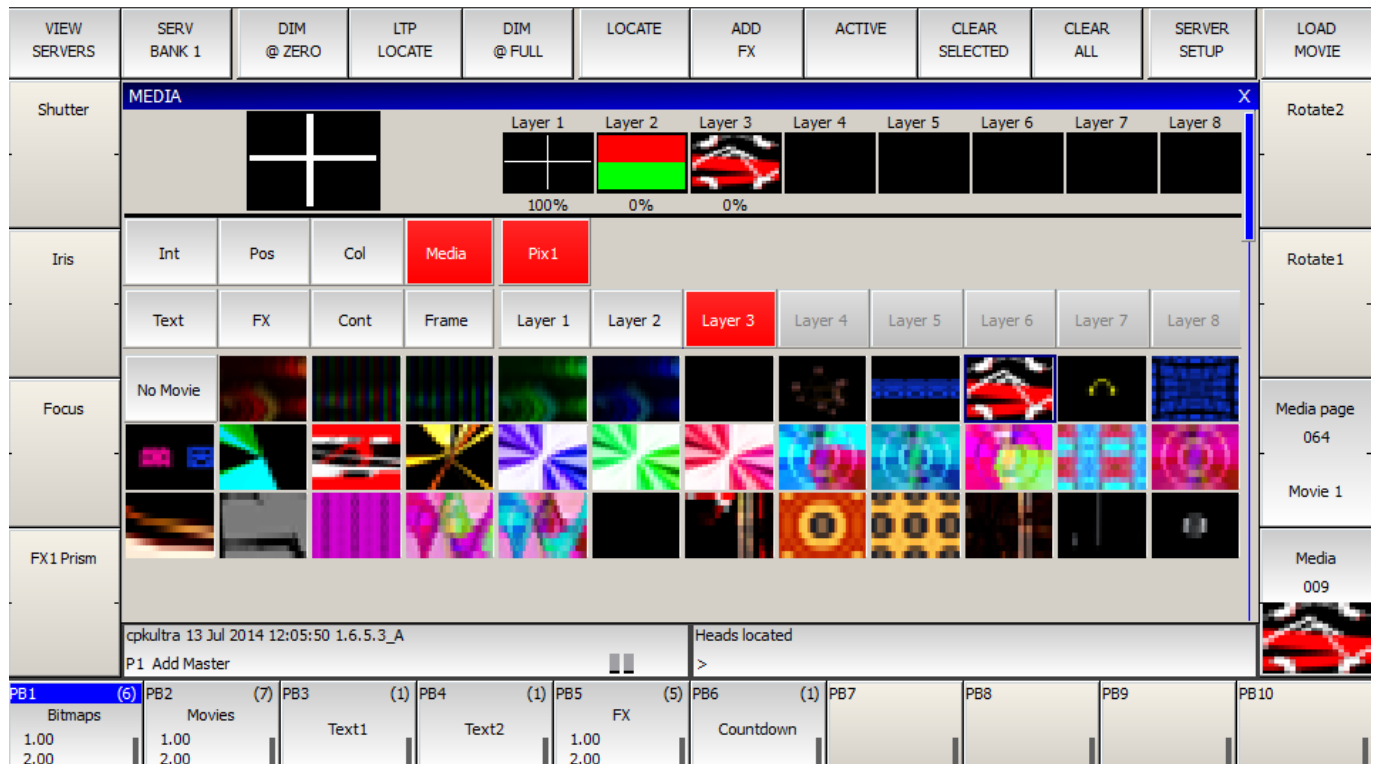 VIEW SERVERS
SERV BANK 1
DIM @ ZERO
LTP LOCATE
DIM @ FULL
LOCATE
ADD FX
ACTIVE
CLEAR SELECTED
CLEAR ALL
SERVER SETUP
LOAD MOVIE
Shutter
Iris
Focus
FX1 Prism
MEDIA X
Layer 1 Layer 2 Layer 3 Layer 4 Layer 5 Layer 6 Layer 7 Layer 8
100% 0% 0%
Int Pos Col Media Pix1
Text FX Cont Frame Layer 1 Layer 2 Layer 3 Layer 4 Layer 5 Layer 6 Layer 7 Layer 8
No Movie
Rotate2
Rotate1
Media page
064
Movie 1
Media
009
cpkultra 13 Jul 2014 12:05:50 1.6.5.3_A
P1 Add Master
Heads located
>
PB1 (6) PB2 (7) PB3 (1) PB4 (1) PB5 (5) PB6 (1) PB7 PB8 PB9 PB10
Bitmaps Movies Text1 Text2 FX Countdown
1.00 1.00 1.00
2.00 2.00 2.00